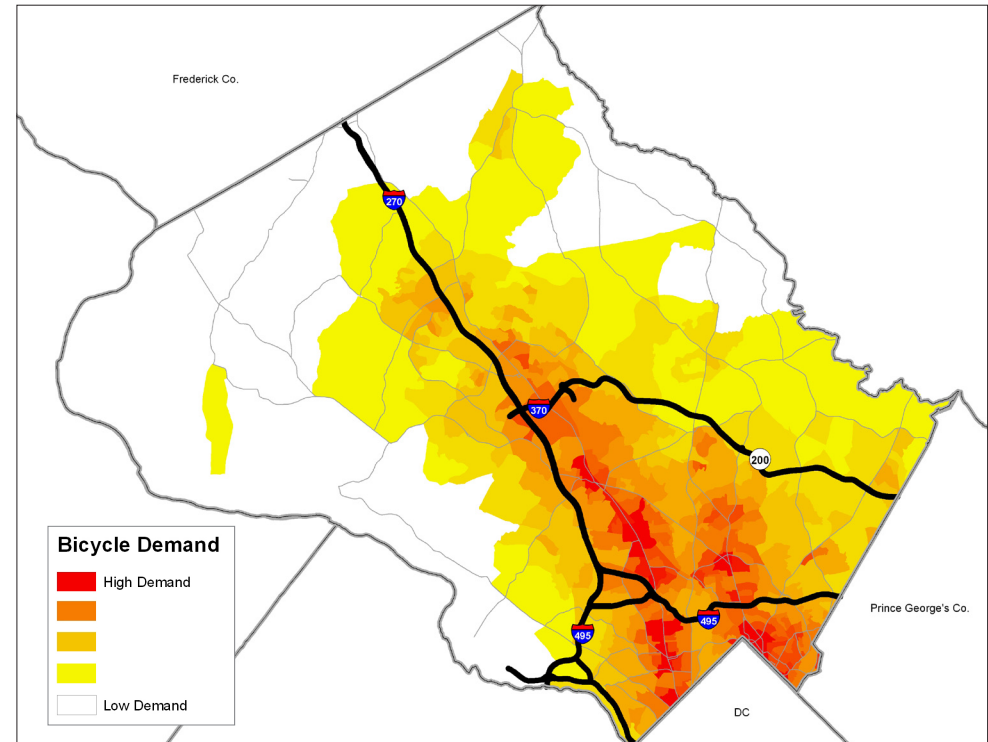 Frederick Co.
270
370
200
Bicycle Demand
High Demand
Low Demand
495
495
Prince George's Co.
DC